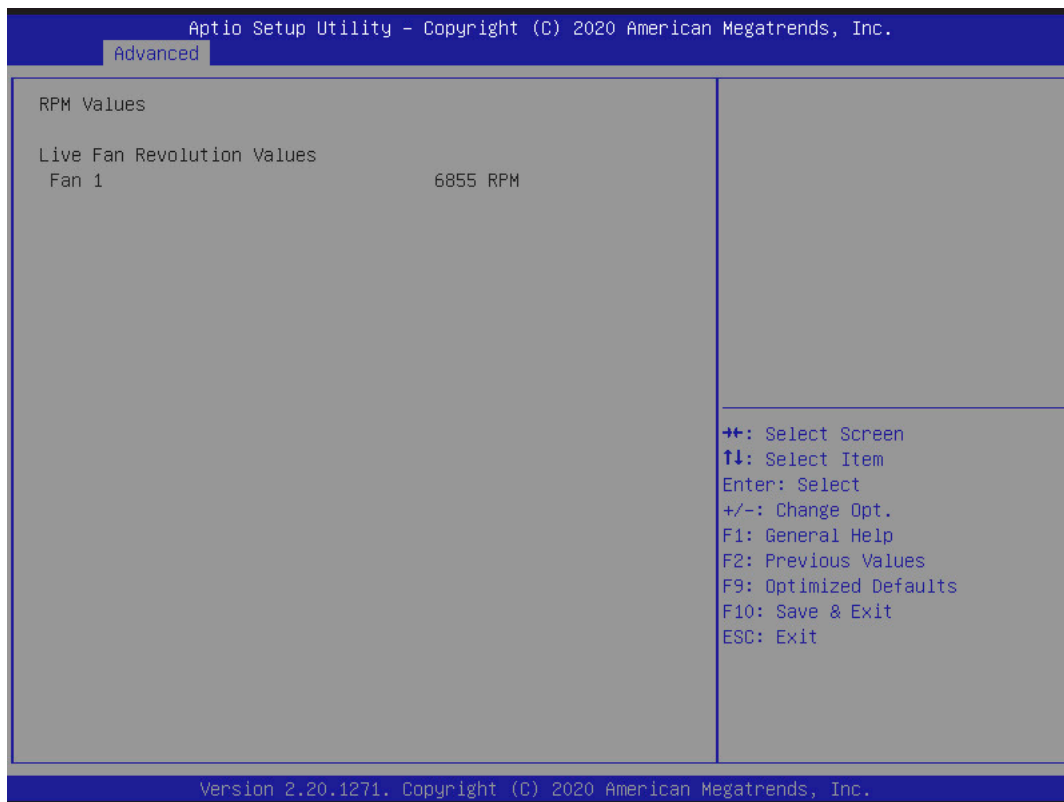 Aptio Setup Utility – Copyright (C) 2020 American Megatrends, Inc.
Advanced
RPM Values
Live Fan Revolution Values
Fan 1 6855 RPM
→←: Select Screen
↑↓: Select Item
Enter: Select
+/-: Change Opt.
F1: General Help
F2: Previous Values
F9: Optimized Defaults
F10: Save & Exit
ESC: Exit
Version 2.20.1271. Copyright (C) 2020 American Megatrends, Inc.